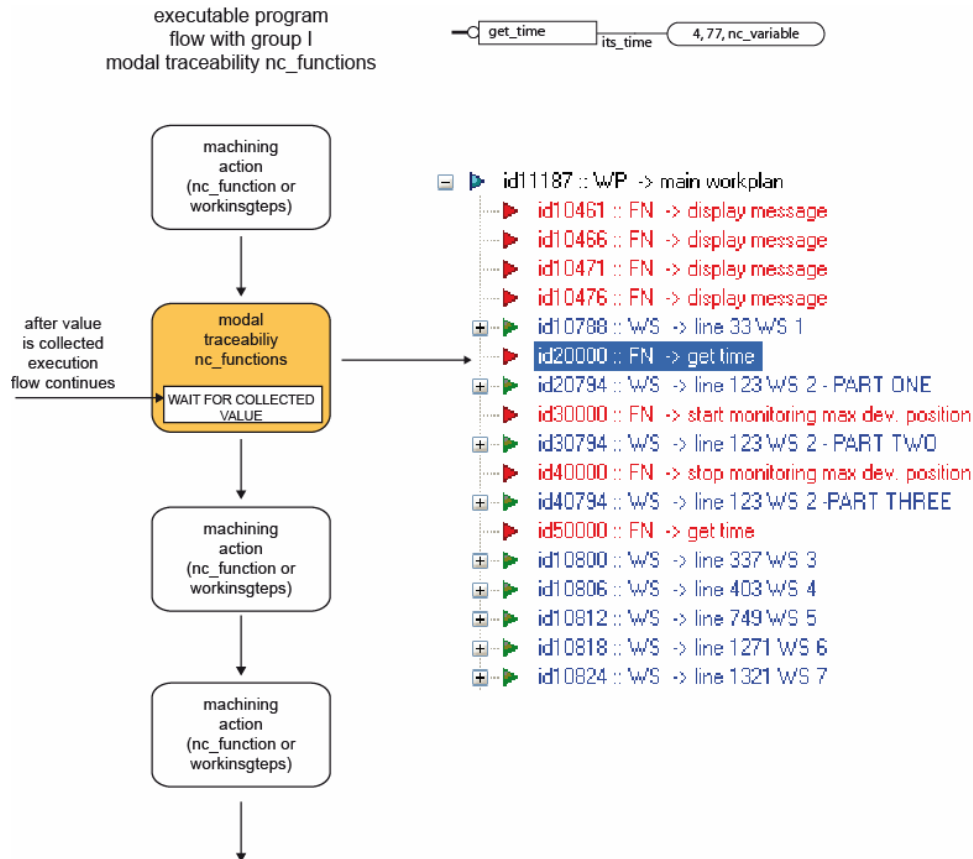 executable program
flow with group I
modal traceability nc_functions
get_time
its_time
4, 77, nc_variable
machining
action
(nc_function or
workinsgteps)
modal
traceabiliy
nc_functions
WAIT FOR COLLECTED
VALUE
after value
is collected
execution
flow continues
machining
action
(nc_function or
workinsgteps)
machining
action
(nc_function or
workinsgteps)
id11187 :: WP -> main workplan
id10461 :: FN -> display message
id10466 :: FN -> display message
id10471 :: FN -> display message
id10476 :: FN -> display message
id10788 :: WS -> line 33 WS 1
id20000 :: FN -> get time
id20794 :: WS -> line 123 WS 2 - PART ONE
id30000 :: FN -> start monitoring max dev. position
id30794 :: WS -> line 123 WS 2 - PART TWO
id40000 :: FN -> stop monitoring max dev. position
id40794 :: WS -> line 123 WS 2 -PART THREE
id50000 :: FN -> get time
id10800 :: WS -> line 337 WS 3
id10806 :: WS -> line 403 WS 4
id10812 :: WS -> line 749 WS 5
id10818 :: WS -> line 1271 WS 6
id10824 :: WS -> line 1321 WS 7